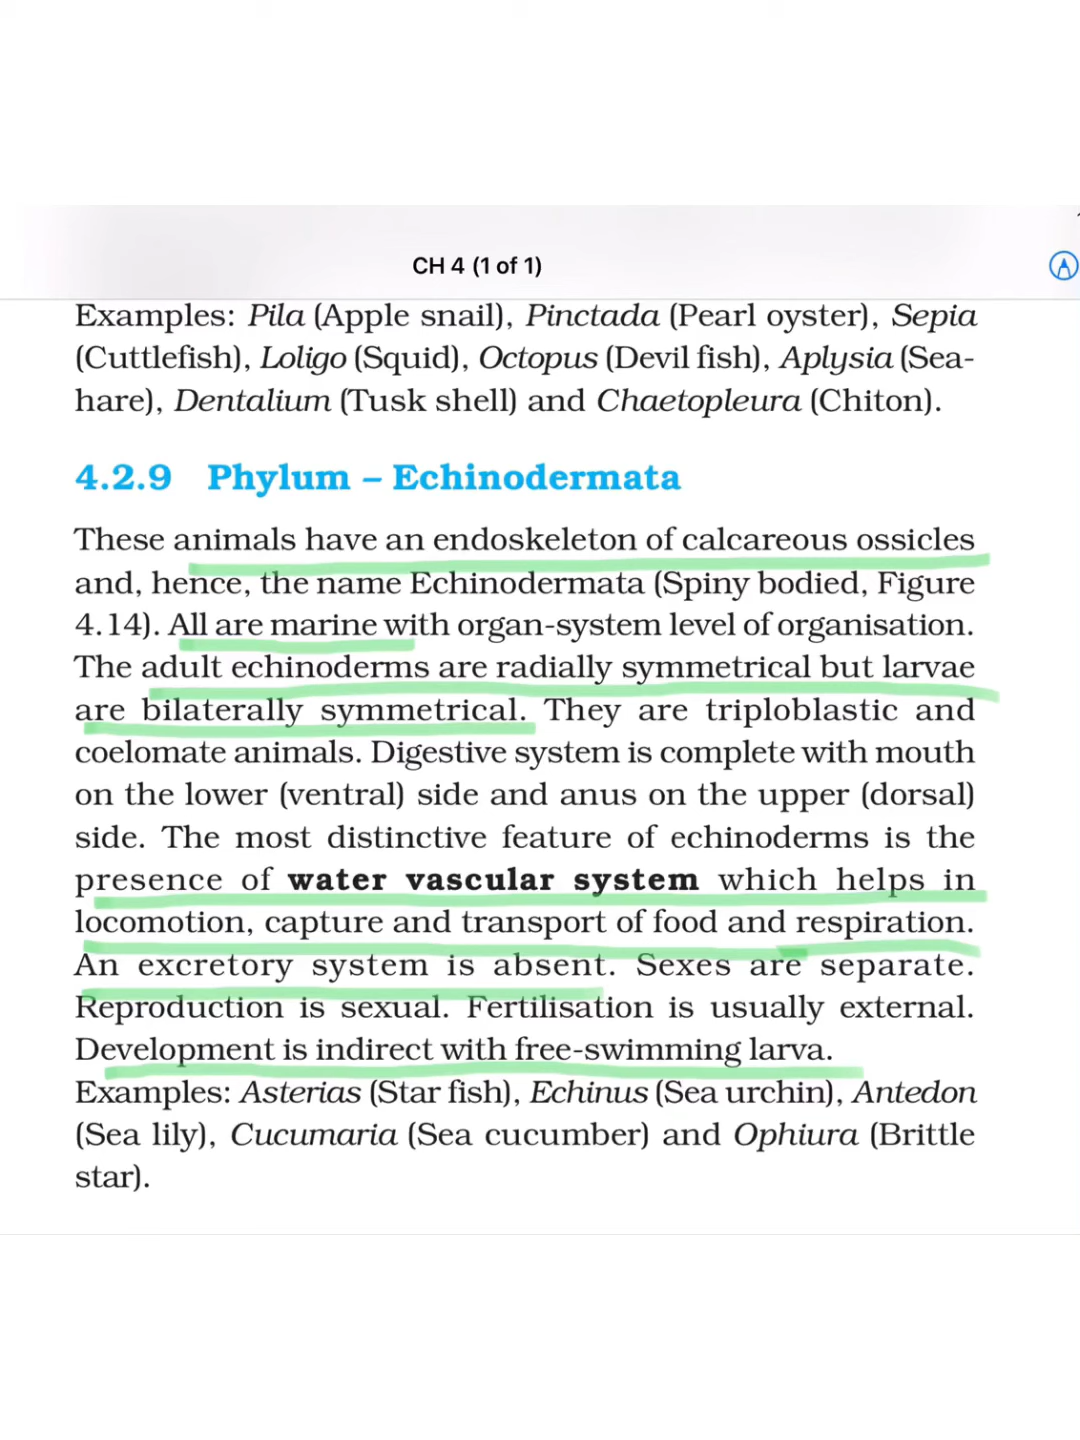 CH 4 (1 of 1)
Examples: Pila (Apple snail), Pinctada (Pearl oyster), Sepia
(Cuttlefish), Loligo (Squid), Octopus (Devil fish), Aplysia (Sea-
hare), Dentalium (Tusk shell) and Chaetopleura (Chiton).
4.2.9 Phylum – Echinodermata
These animals have an endoskeleton of calcareous ossicles
and, hence, the name Echinodermata (Spiny bodied, Figure
4.14). All are marine with organ-system level of organisation.
The adult echinoderms are radially symmetrical but larvae
are bilaterally symmetrical. They are triploblastic and
coelomate animals. Digestive system is complete with mouth
on the lower (ventral) side and anus on the upper (dorsal)
side. The most distinctive feature of echinoderms is the
presence of water vascular system which helps in
locomotion, capture and transport of food and respiration.
An excretory system is absent. Sexes are separate.
Reproduction is sexual. Fertilisation is usually external.
Development is indirect with free-swimming larva.
Examples: Asterias (Star fish), Echinus (Sea urchin), Antedon
(Sea lily), Cucumaria (Sea cucumber) and Ophiura (Brittle
star).